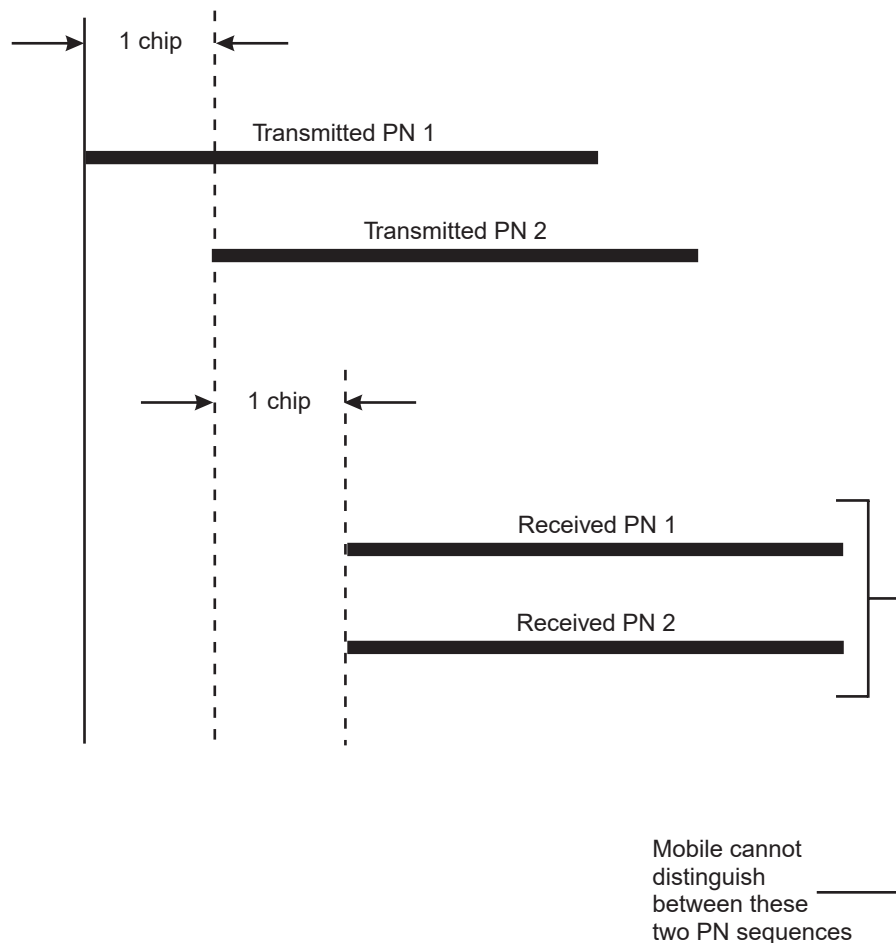 1 chip
Transmitted PN 1
Transmitted PN 2
1 chip
Received PN 1
Received PN 2
Mobile cannot
distinguish
between these
two PN sequences